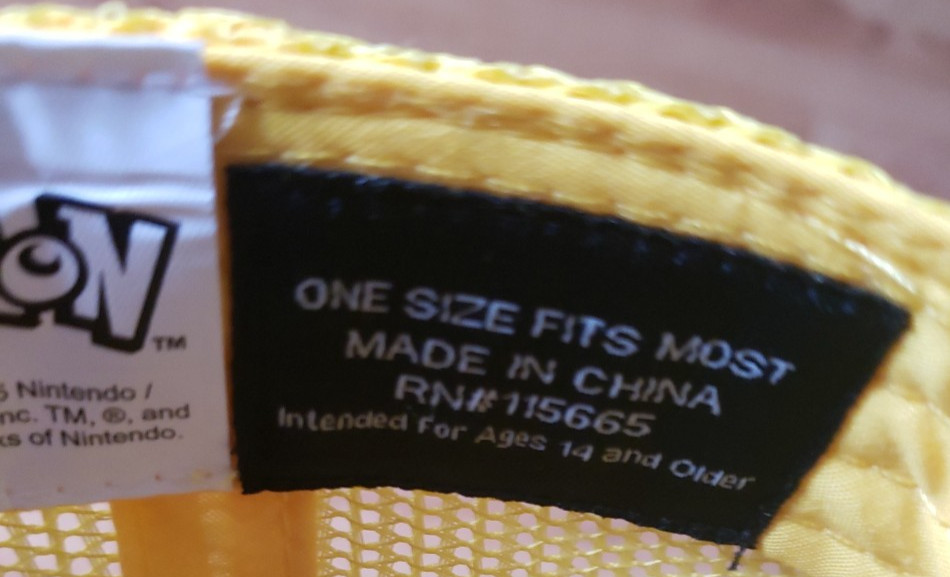 ON
TM
Nintendo /
nc. TM, ®, and
ks of Nintendo.
ONE SIZE FITS MOST
MADE IN CHINA
RN#115665
Intended For Ages 14 and Older